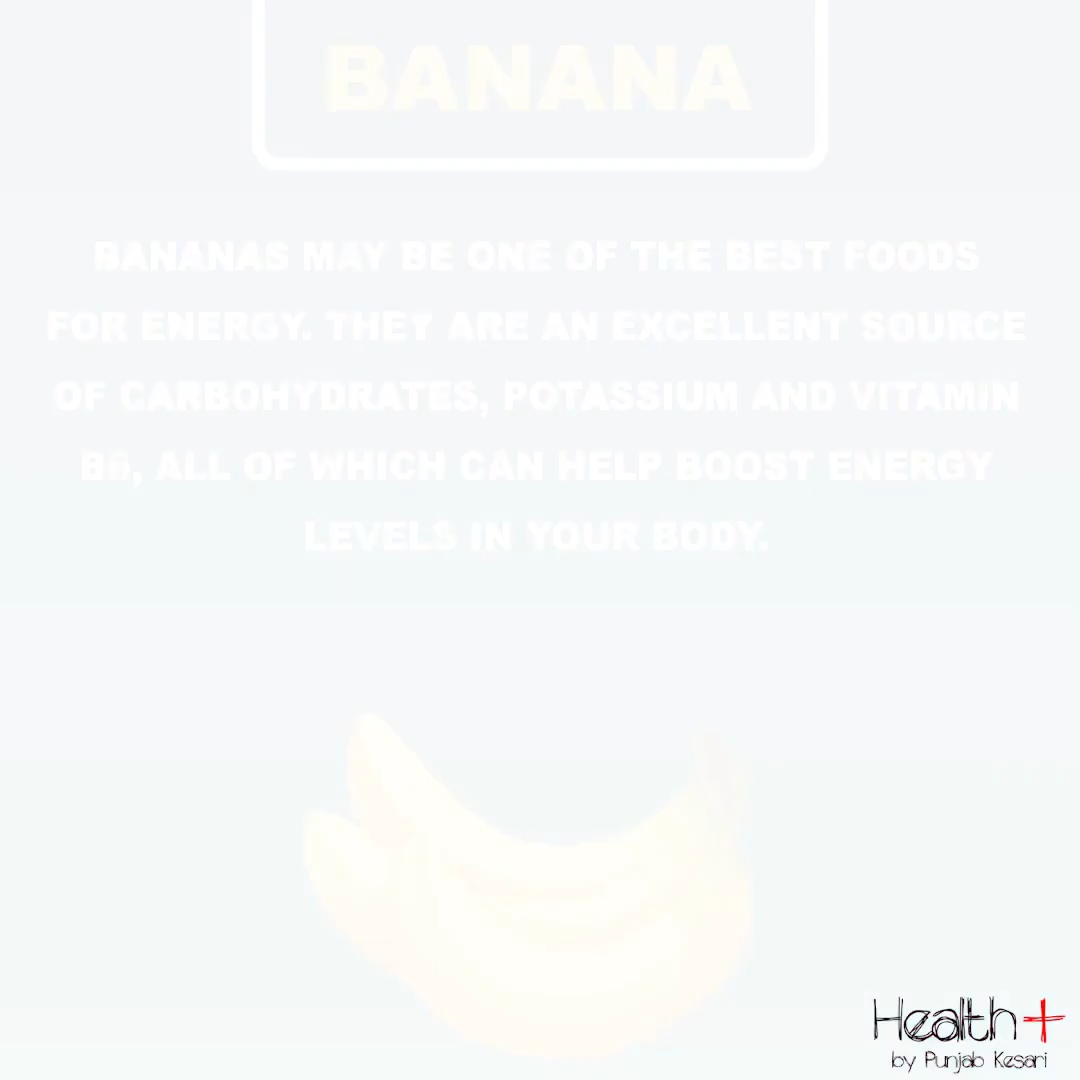 BANANA
BANANAS MAY BE ONE OF THE BEST FOODS
FOR ENERGY. THEY ARE AN EXCELLENT SOURCE
OF CARBOHYDRATES, POTASSIUM AND VITAMIN
B6, ALL OF WHICH CAN HELP BOOST ENERGY
LEVELS IN YOUR BODY.
Health+
by Punjab Kesari